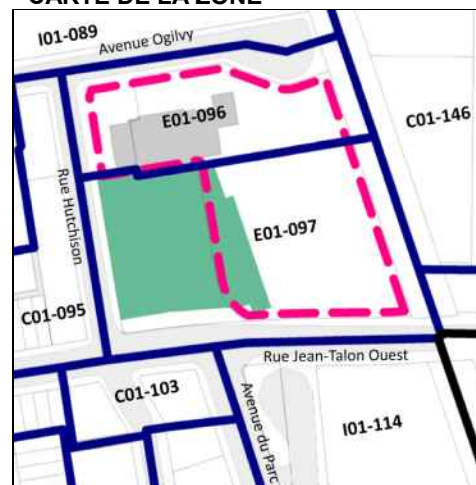 CARTE DE LA ZONE
I01-089
Avenue Ogilvy
E01-096
C01-146
Rue Hutchison
E01-097
C01-095
Rue Jean-Talon Ouest
C01-103
Avenue du Parc
I01-114